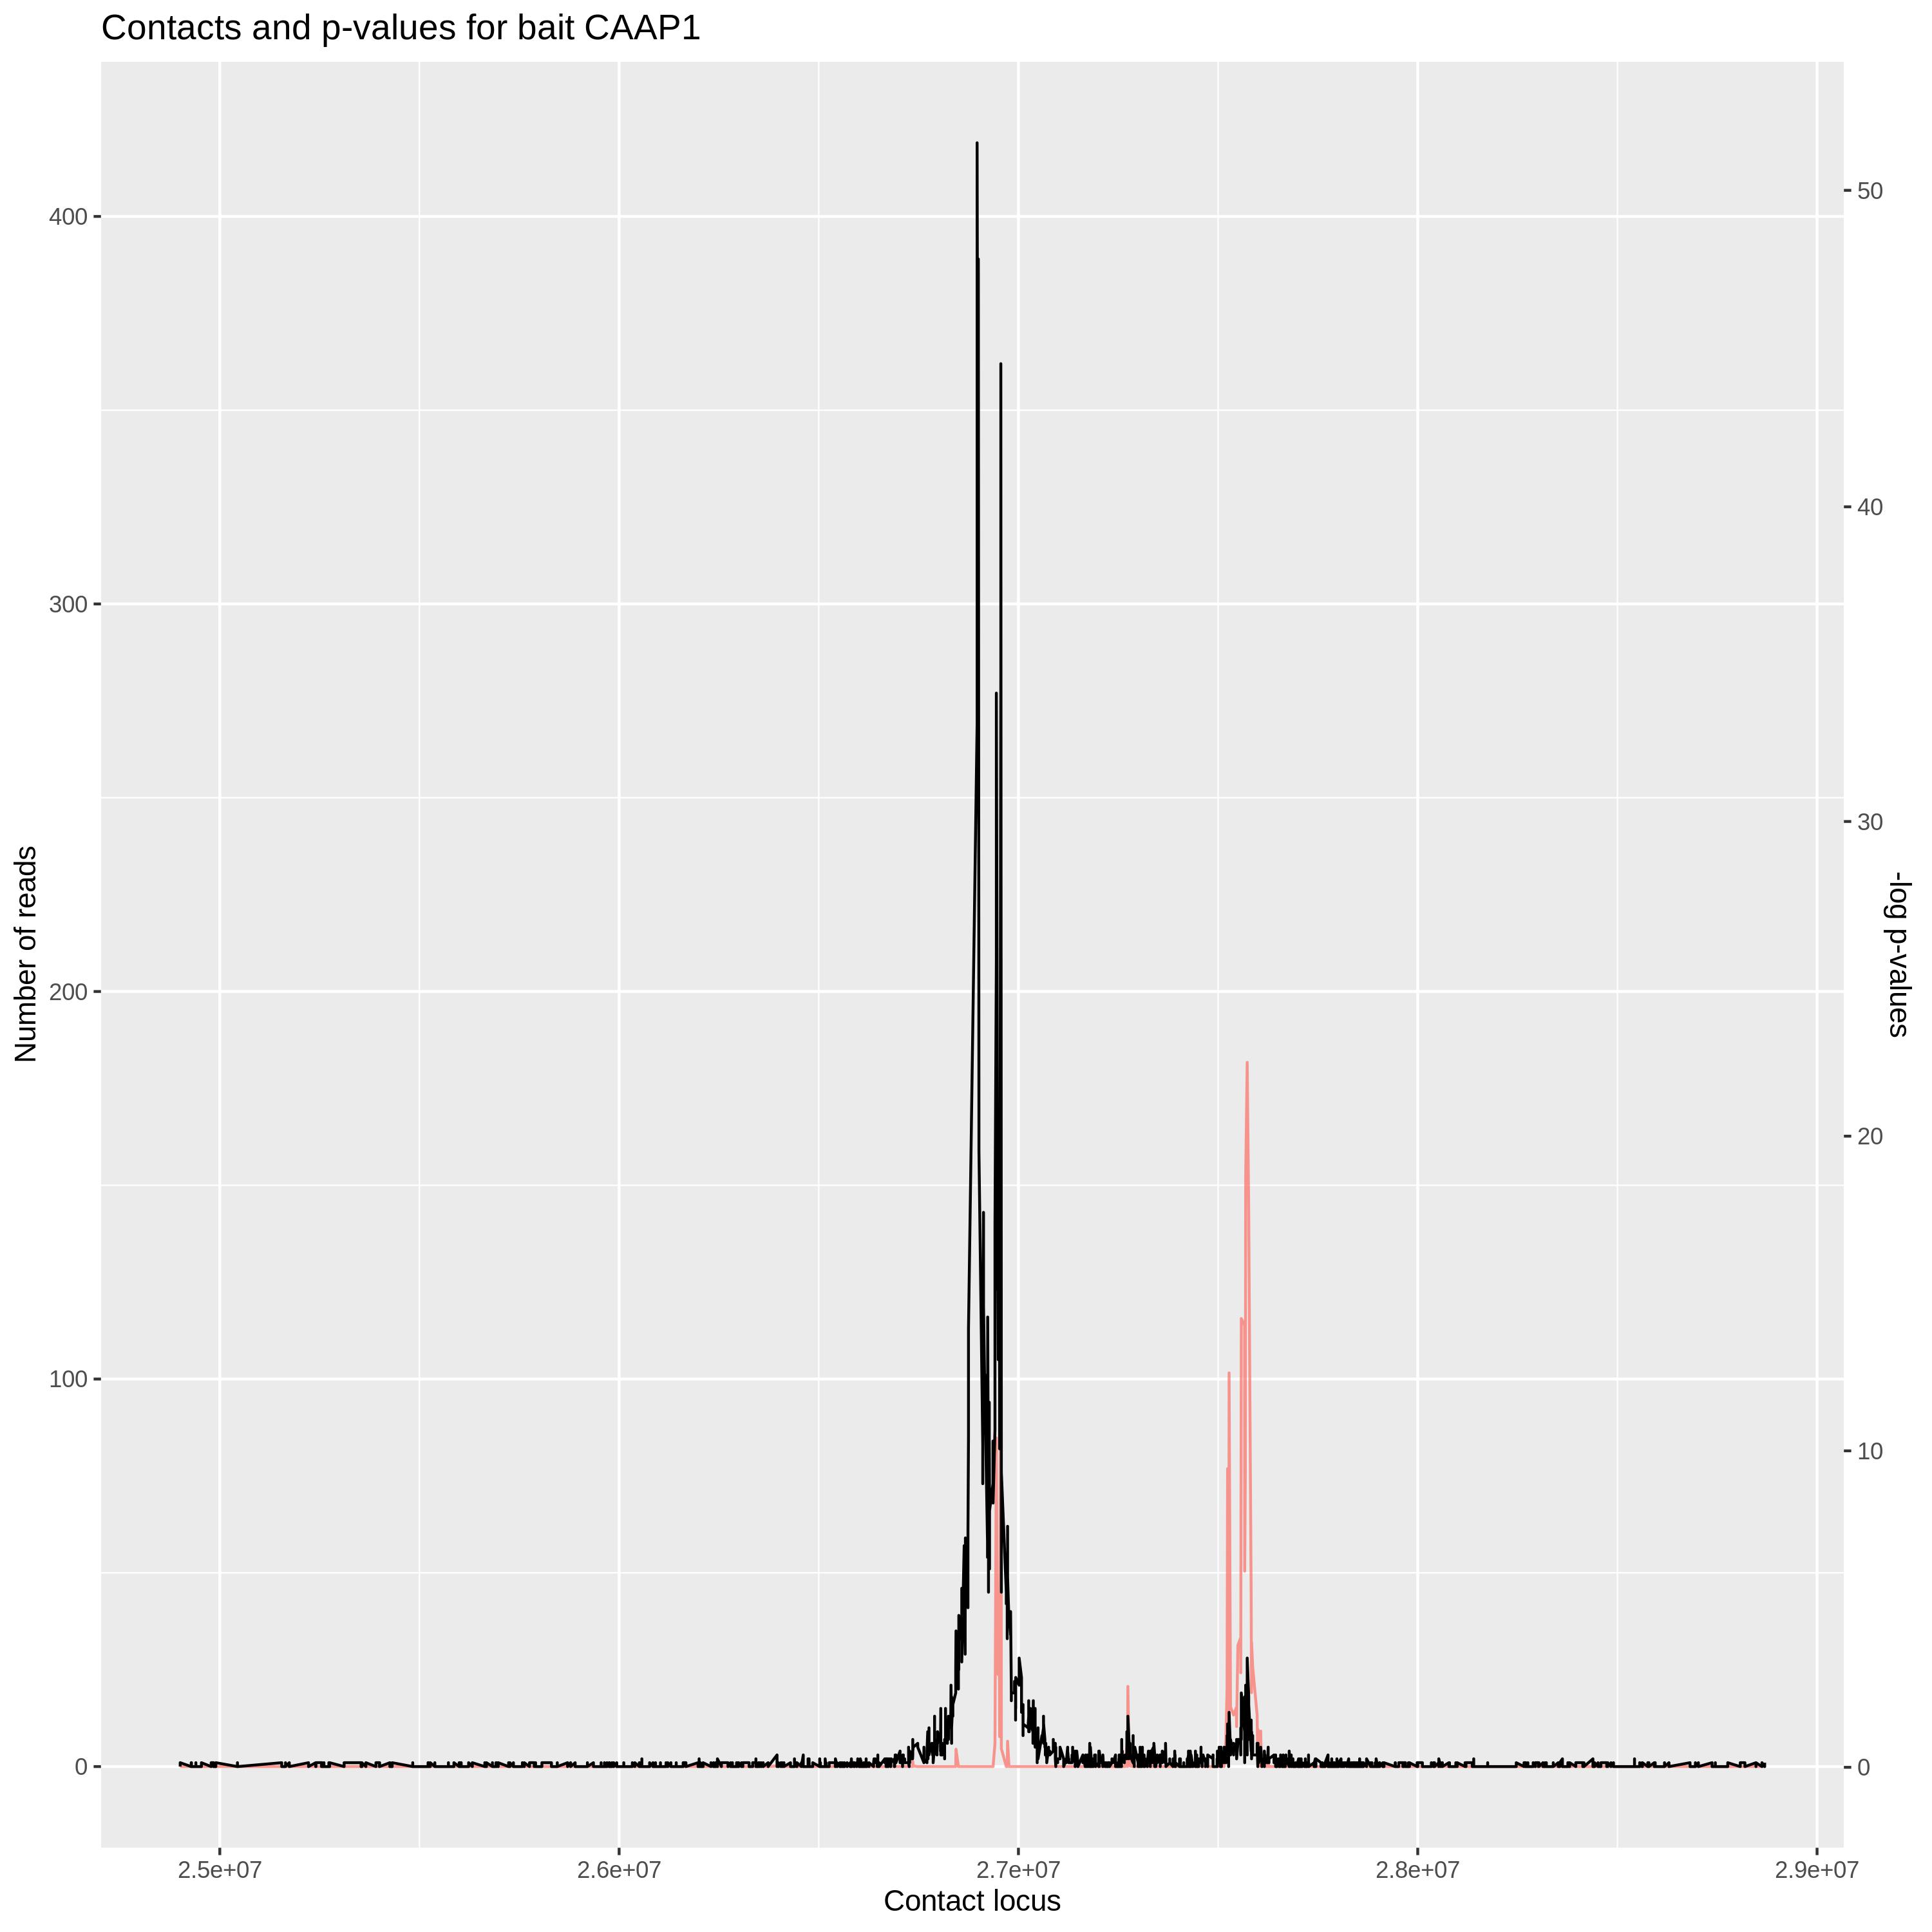 Contacts and p-values for bait CAAP1
400
300
200
100
0
Number of reads
50
40
30
20
10
0
-log p-values
2.5e+07
2.6e+07
2.7e+07
2.8e+07
2.9e+07
Contact locus